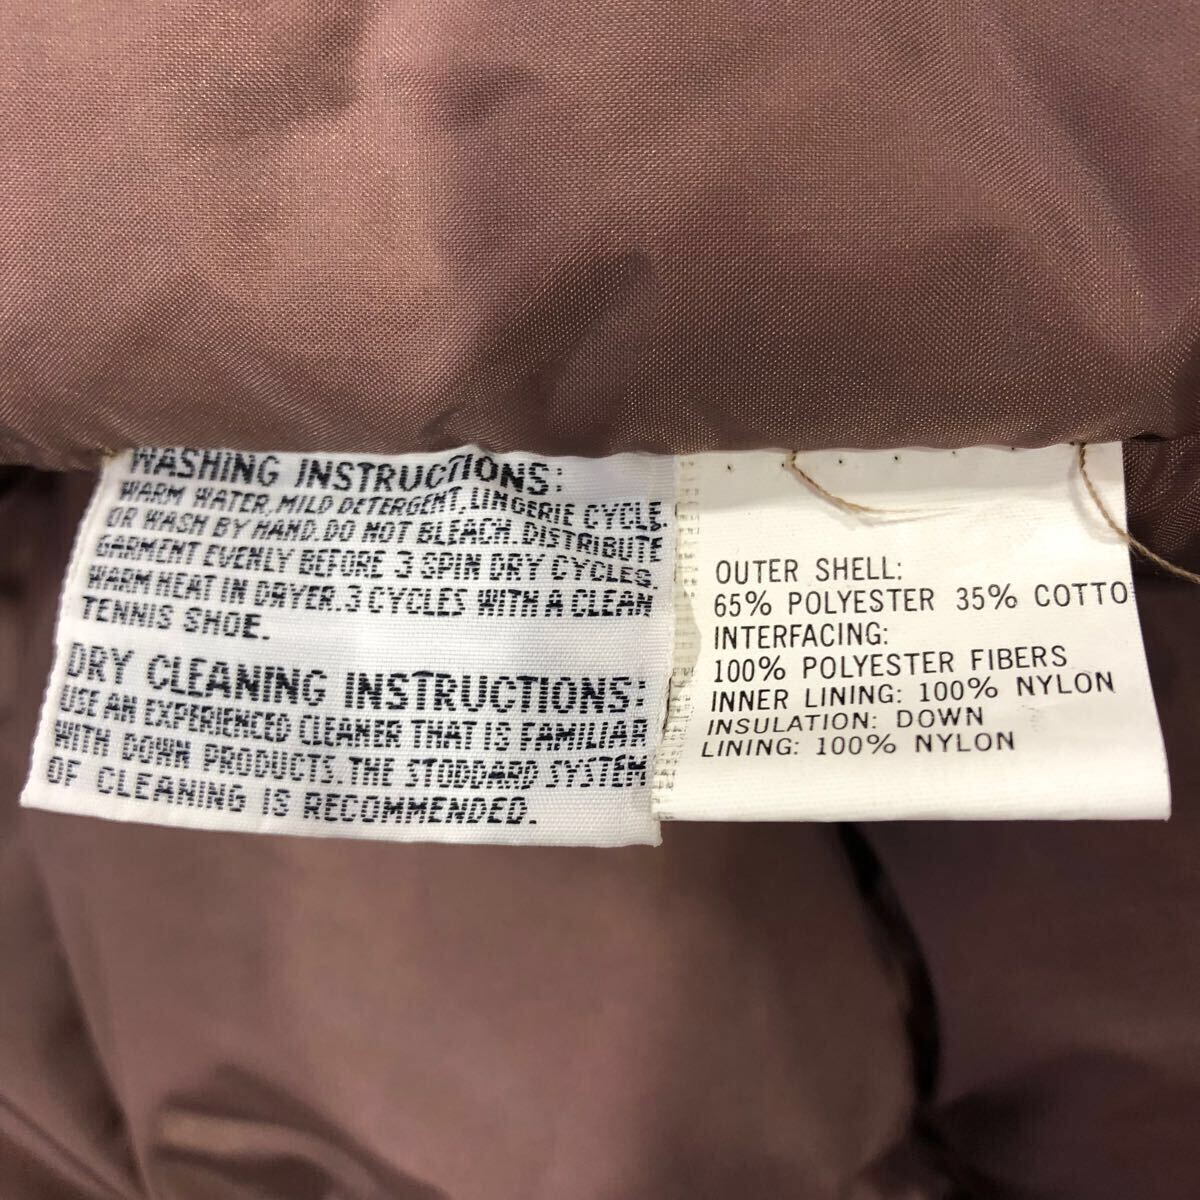 WASHING INSTRUCTIONS:
WARM WATER, MILD DETERGENT, LINGERIE CYCLE,
OR WASH BY HAND. DO NOT BLEACH. DISTRIBUTE
GARMENT EVENLY BEFORE 3 SPIN DRY CYCLES,
WARM HEAT IN DRYER. 3 CYCLES WITH A CLEAN
TENNIS SHOE.
DRY CLEANING INSTRUCTIONS:
USE AN EXPERIENCED CLEANER THAT IS FAMILIAR
WITH DOWN PRODUCTS. THE STODDARD SYSTEM
OF CLEANING IS RECOMMENDED.
OUTER SHELL:
65% POLYESTER 35% COTTO
INTERFACING:
100% POLYESTER FIBERS
INNER LINING: 100% NYLON
INSULATION: DOWN
LINING: 100% NYLON